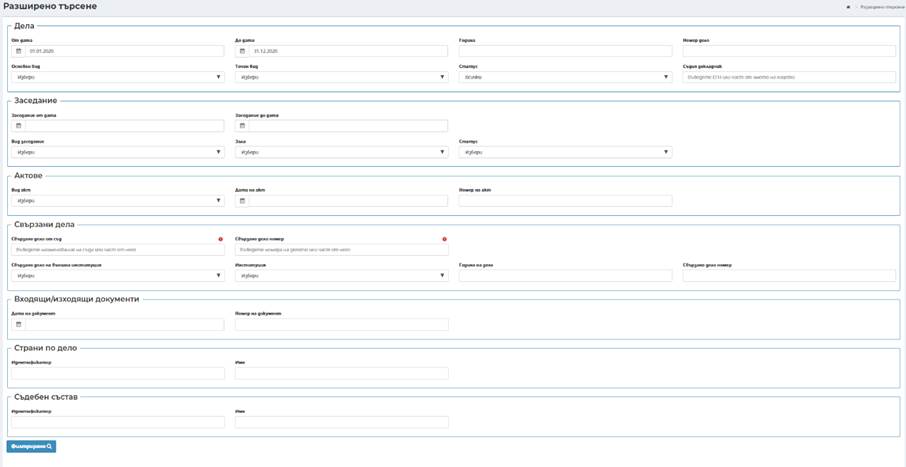 Разширено търсене
Разширено търсене
Дела
От дата До дата Година Номер дело
01.01.2020 31.12.2020
Основен вид Точен вид Статус Съдия докладчик
Избери Избери Всички Въведете ЕГН или част от името на лицето
Заседание
Заседание от дата Заседание до дата
Вид заседание Зала Статус
Избери Избери Избери
Актове
Вид акт Дата на акт Номер на акт
Избери
Свързани дела
Свързано дело от съд Свързано дело номер
Въведете наименование на съда или част от него Въведете номера на делото или част от него
Свързано дело на външна институция Институция Година на дело Свързано дело номер
Избери Избери
Входящи/изходящи документи
Дата на документ Номер на документ
Страни по дело
Идентификатор Име
Съдебен състав
Идентификатор Име
Филтриране